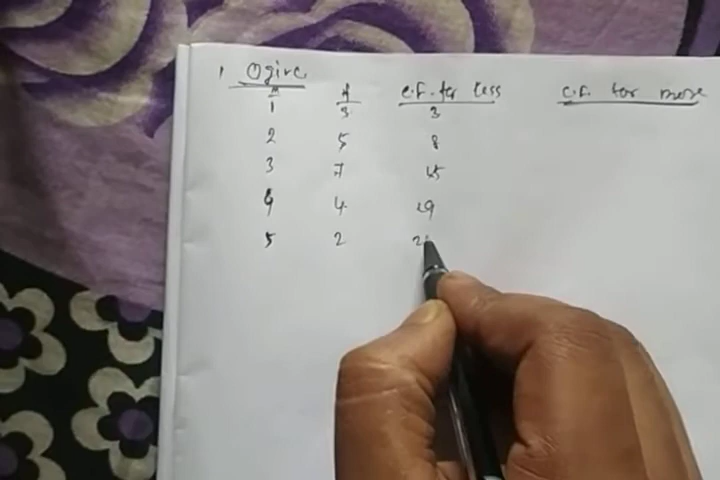 1 Ogive
x f C.F. for less C.F. for more
1 3 3
2 5 8
3 7 15
4 4 19
5 2 2